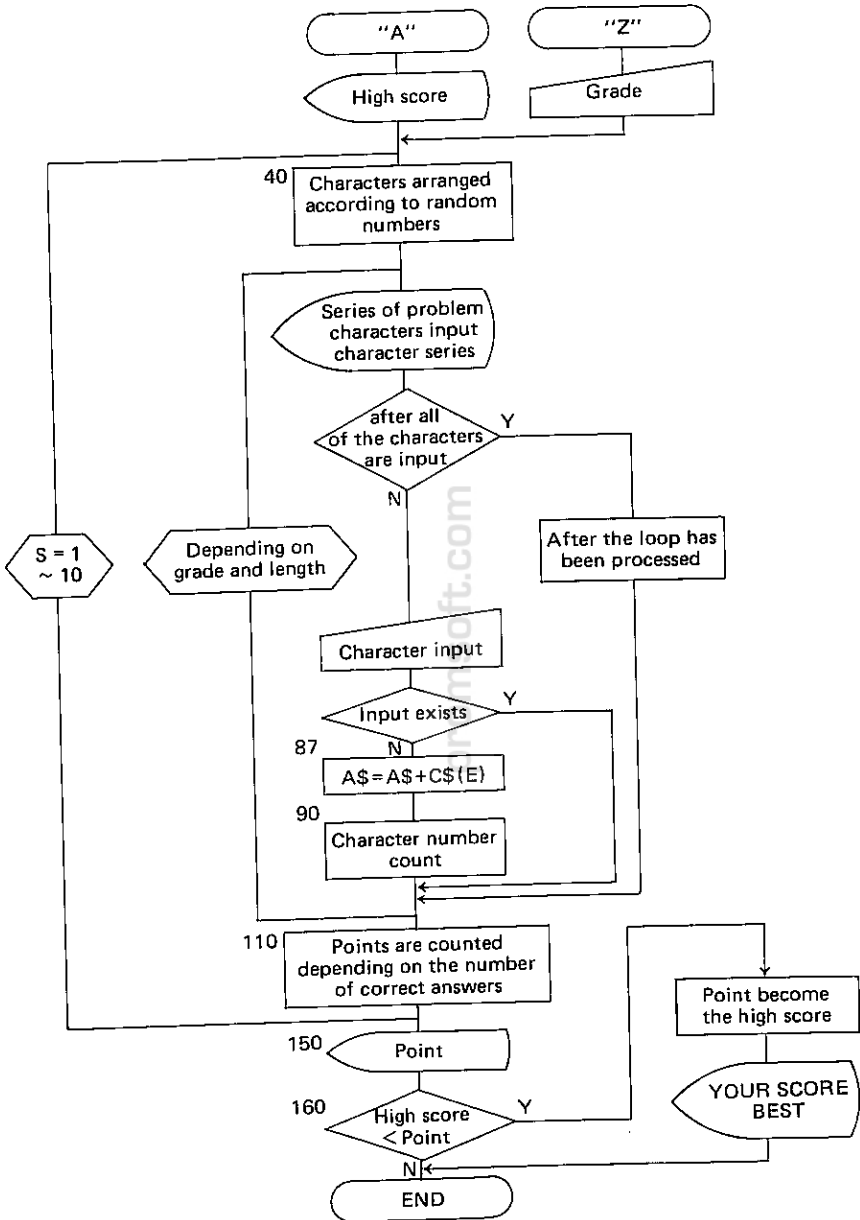 "A"
"Z"
High score
Grade
40
Characters arranged
according to random
numbers
Series of problem
characters input
character series
after all
of the characters
are input
Y
N
S = 1
~ 10
Depending on
grade and length
After the loop has
been processed
Character input
Input exists
Y
87
N
A$=A$+C$(E)
90
Character number
count
110
Points are counted
depending on the number
of correct answers
Point become
the high score
150
Point
YOUR SCORE
BEST
160
High score
< Point
Y
N
END